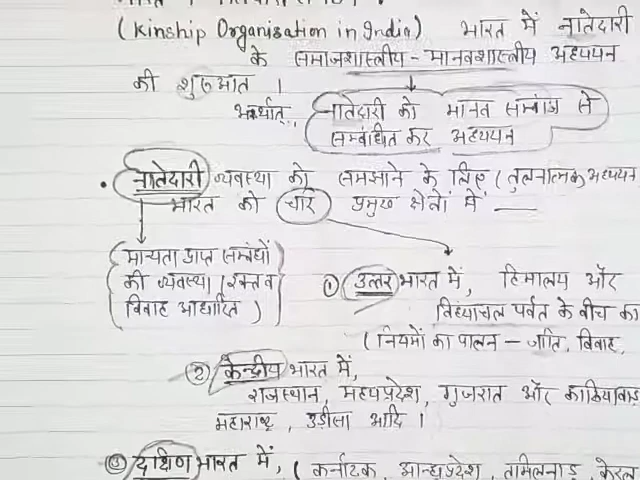 (Kinship Organisation in India) भारत में नातेदारी
के समाजशास्त्रीय - मानवशास्त्रीय अध्ययन
की शुरुआत ।
अर्थात्, नातेदारी को मानव समाज से
सम्बंधित कर अध्ययन
• नातेदारी व्यवस्था को समझाने के लिए (तुलनात्मक अध्ययन
भारत को चार प्रमुख क्षेत्रों में —
मान्यता प्राप्त सम्बंधों
की व्यवस्था (रक्त व
विवाह आधारित)
① उत्तर भारत में, हिमालय और
विंध्याचल पर्वत के बीच का
(नियमों का पालन - जाति, विवाह,
② केन्द्रीय भारत में,
राजस्थान, मध्यप्रदेश, गुजरात और काठियावाड़
महाराष्ट्र, उड़ीसा आदि ।
③ दक्षिण भारत में, (कर्नाटक, आन्ध्रप्रदेश, तामिलनाडु, केरल